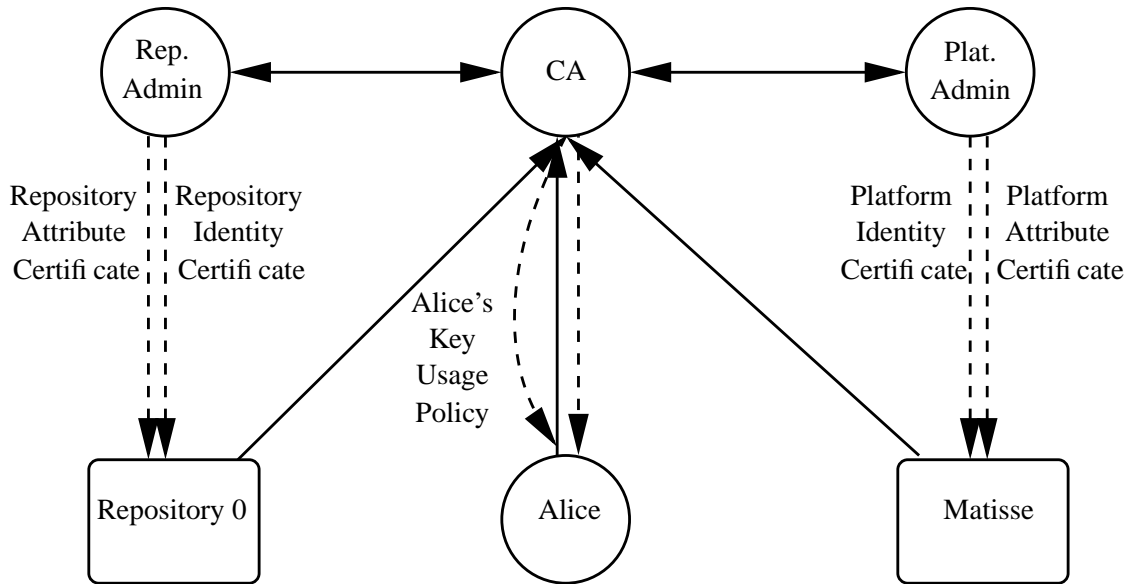 Rep.
Admin
CA
Plat.
Admin
Repository
Attribute
Certifi cate
Repository
Identity
Certifi cate
Platform
Identity
Certifi cate
Platform
Attribute
Certifi cate
Alice's
Key
Usage
Policy
Repository 0
Alice
Matisse